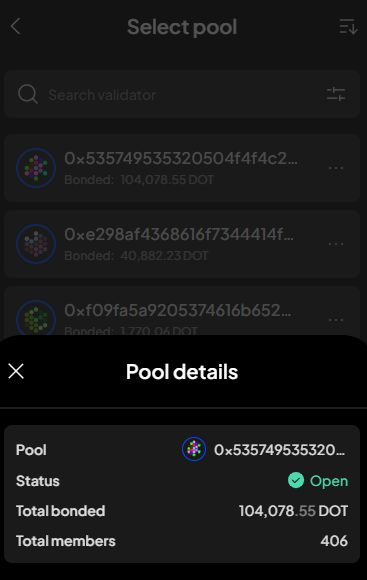 Select pool
Search validator
0x535749535320504f4f4c2...
Bonded: 104,078.55 DOT
0xe298af4368616f7344414f...
Bonded: 40,882.23 DOT
0xf09fa5a9205374616b652...
Bonded: 1,770.06 DOT
Pool details
Pool 0x535749535320...
Status Open
Total bonded 104,078.55 DOT
Total members 406